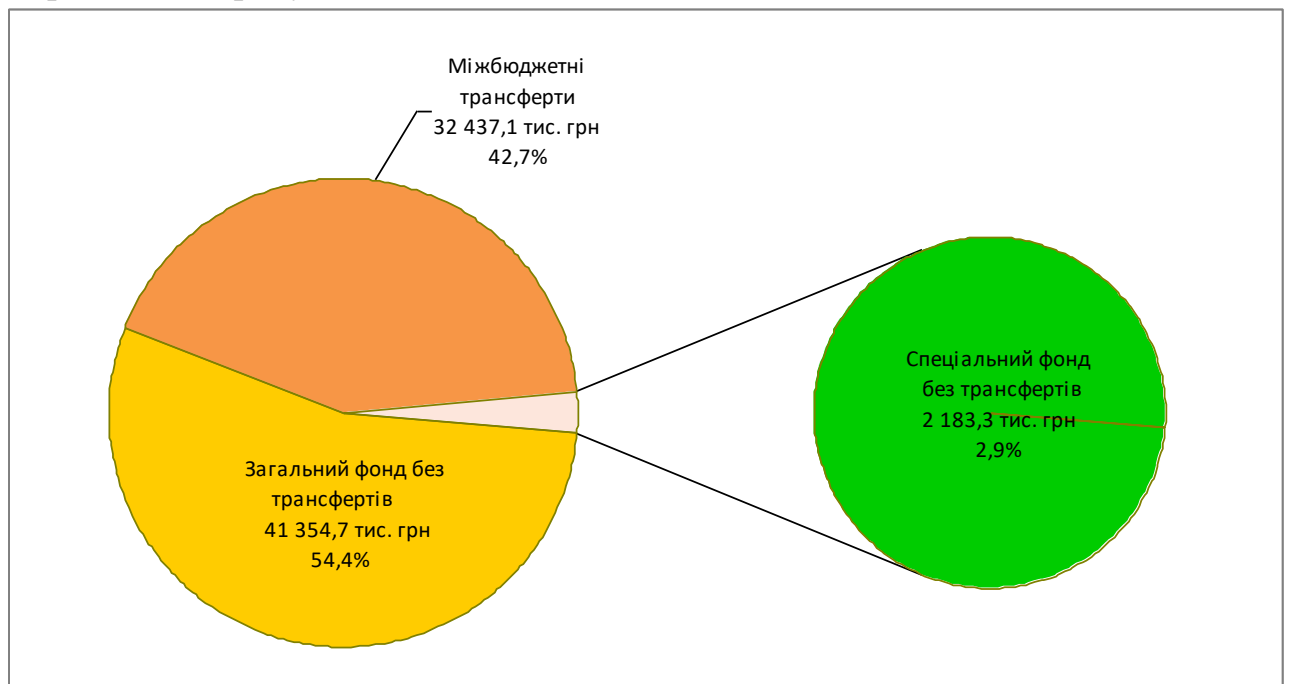 Міжбюджетні
трансферти
32 437,1 тис. грн
42,7%
Спеціальний фонд
без трансфертів
2 183,3 тис. грн
2,9%
Загальний фонд без
трансфертів
41 354,7 тис. грн
54,4%